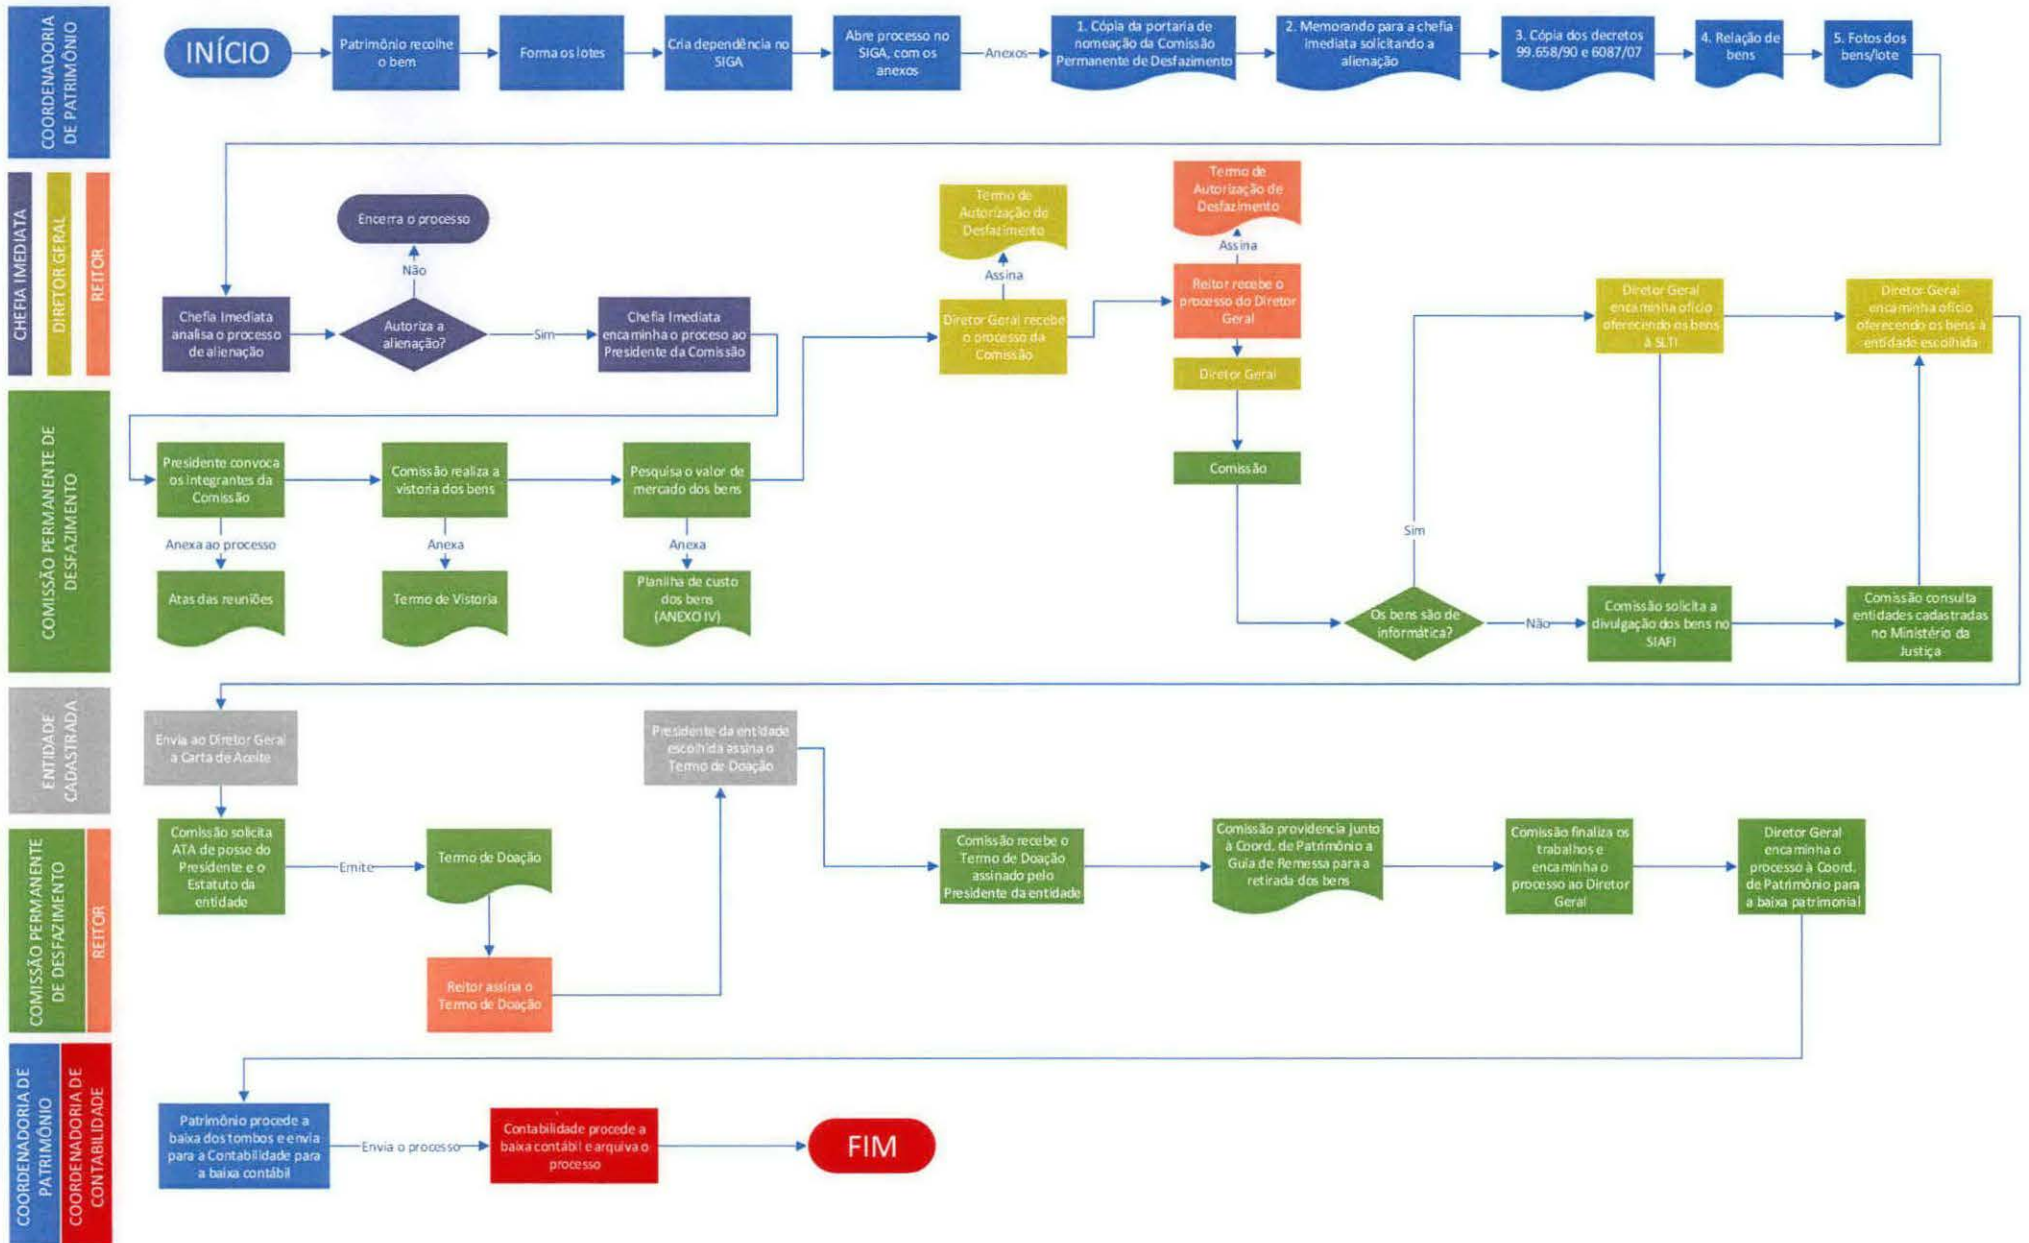 COORDENADORIA
DE PATRIMÔNIO
INÍCIO
Patrimônio recolhe
o bem
Forma os lotes
Cria dependência no
SIGA
Abre processo no
SIGA, com os
anexos
Anexos
1. Cópia da portaria de
nomeação da Comissão
Permanente de Desfazimento
2. Memorando para a chefia
imediata solicitando a
alienação
3. Cópia dos decretos
99.658/90 e 6087/07
4. Relação de
bens
5. Fotos dos
bens/lote
CHEFIA IMEDIATA
DIRETOR GERAL
REITOR
Encerra o processo
Não
Chefia Imediata
analisa o processo
de alienação
Autoriza a
alienação?
Sim
Chefia Imediata
encaminha o proceso ao
Presidente da Comissão
Termo de
Autorização de
Desfazimento
Assina
Diretor Geral recebe
o processo da
Comissão
Termo de
Autorização de
Desfazimento
Assina
Reitor recebe o
processo do Diretor
Geral
Diretor Geral
Diretor Geral
encaminha ofício
oferecendo os bens
à SLTI
Diretor Geral
encaminha ofício
oferecendo os bens à
entidade escolhida
COMISSÃO PERMANENTE DE
DESFAZIMENTO
Presidente convoca
os integrantes da
Comissão
Comissão realiza a
vistoria dos bens
Pesquisa o valor de
mercado dos bens
Anexa ao processo
Anexa
Anexa
Atas das reuniões
Termo de Vistoria
Planilha de custo
dos bens
(ANEXO IV)
Comissão
Sim
Os bens são de
informática?
Não
Comissão solicita a
divulgação dos bens no
SIAFI
Comissão consulta
entidades cadastradas
no Ministério da
Justiça
ENTIDADE
CADASTRADA
Envia ao Diretor Geral
a Carta de Aceite
Presidente da entidade
escolhida assina o
Termo de Doação
COMISSÃO PERMANENTE
DE DESFAZIMENTO
REITOR
Comissão solicita
ATA de posse do
Presidente e o
Estatuto da
entidade
Emite
Termo de Doação
Reitor assina o
Termo de Doação
Comissão recebe o
Termo de Doação
assinado pelo
Presidente da entidade
Comissão providencia junto
à Coord. de Patrimônio a
Guia de Remessa para a
retirada dos bens
Comissão finaliza os
trabalhos e
encaminha o
processo ao Diretor
Geral
Diretor Geral
encaminha o
processo à Coord.
de Patrimônio para
a baixa patrimonial
COORDENADORIA DE
PATRIMÔNIO
COORDENADORIA DE
CONTABILIDADE
Patrimônio procede a
baixa dos tombos e envia
para a Contabilidade para
a baixa contábil
Envia o processo
Contabilidade procede a
baixa contábil e arquiva o
processo
FIM